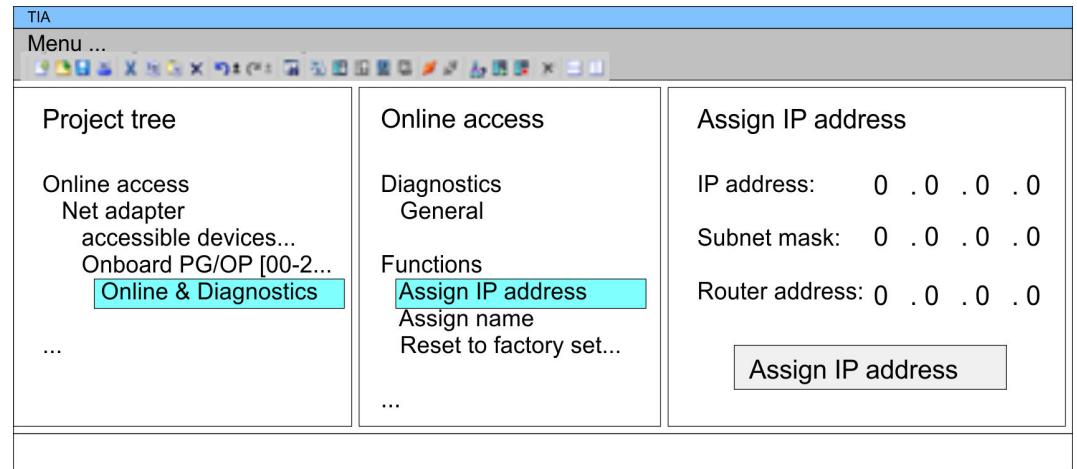 TIA
Menu ...
Project tree
Online access
Net adapter
accessible devices...
Onboard PG/OP [00-2...
Online & Diagnostics
...
Online access
Diagnostics
General
Functions
Assign IP address
Assign name
Reset to factory set...
...
Assign IP address
IP address: 0 . 0 . 0 . 0
Subnet mask: 0 . 0 . 0 . 0
Router address: 0 . 0 . 0 . 0
Assign IP address